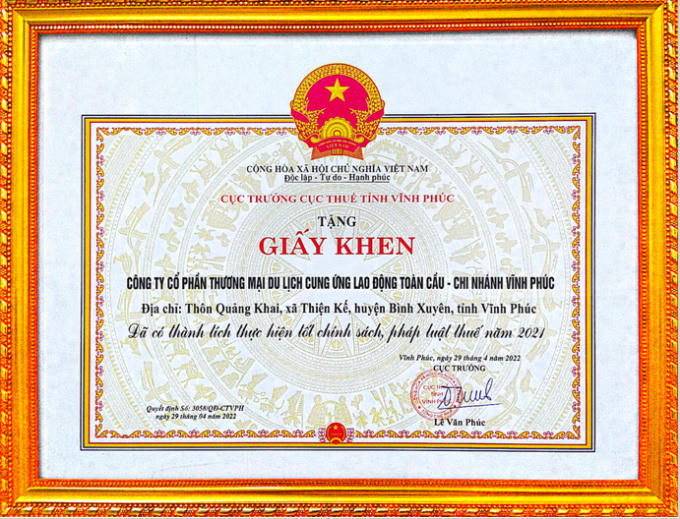 CỘNG HÒA XÃ HỘI CHỦ NGHĨA VIỆT NAM
Độc lập - Tự do - Hạnh phúc
CỤC TRƯỞNG CỤC THUẾ TỈNH VĨNH PHÚC
TẶNG
GIẤY KHEN
CÔNG TY CỔ PHẦN THƯƠNG MẠI DU LỊCH CUNG ỨNG LAO ĐỘNG TOÀN CẦU - CHI NHÁNH VĨNH PHÚC
Địa chỉ: Thôn Quảng Khai, xã Thiện Kế, huyện Bình Xuyên, tỉnh Vĩnh Phúc
Đã có thành tích thực hiện tốt chính sách, pháp luật thuế năm 2021
Vĩnh Phúc, ngày 29 tháng 4 năm 2022
CỤC TRƯỞNG
CỤC THUẾ
TỈNH
VĨNH PHÚC
Quyết định Số: 3058/QĐ-CTVPH
ngày 29 tháng 04 năm 2022
Lê Văn Phúc